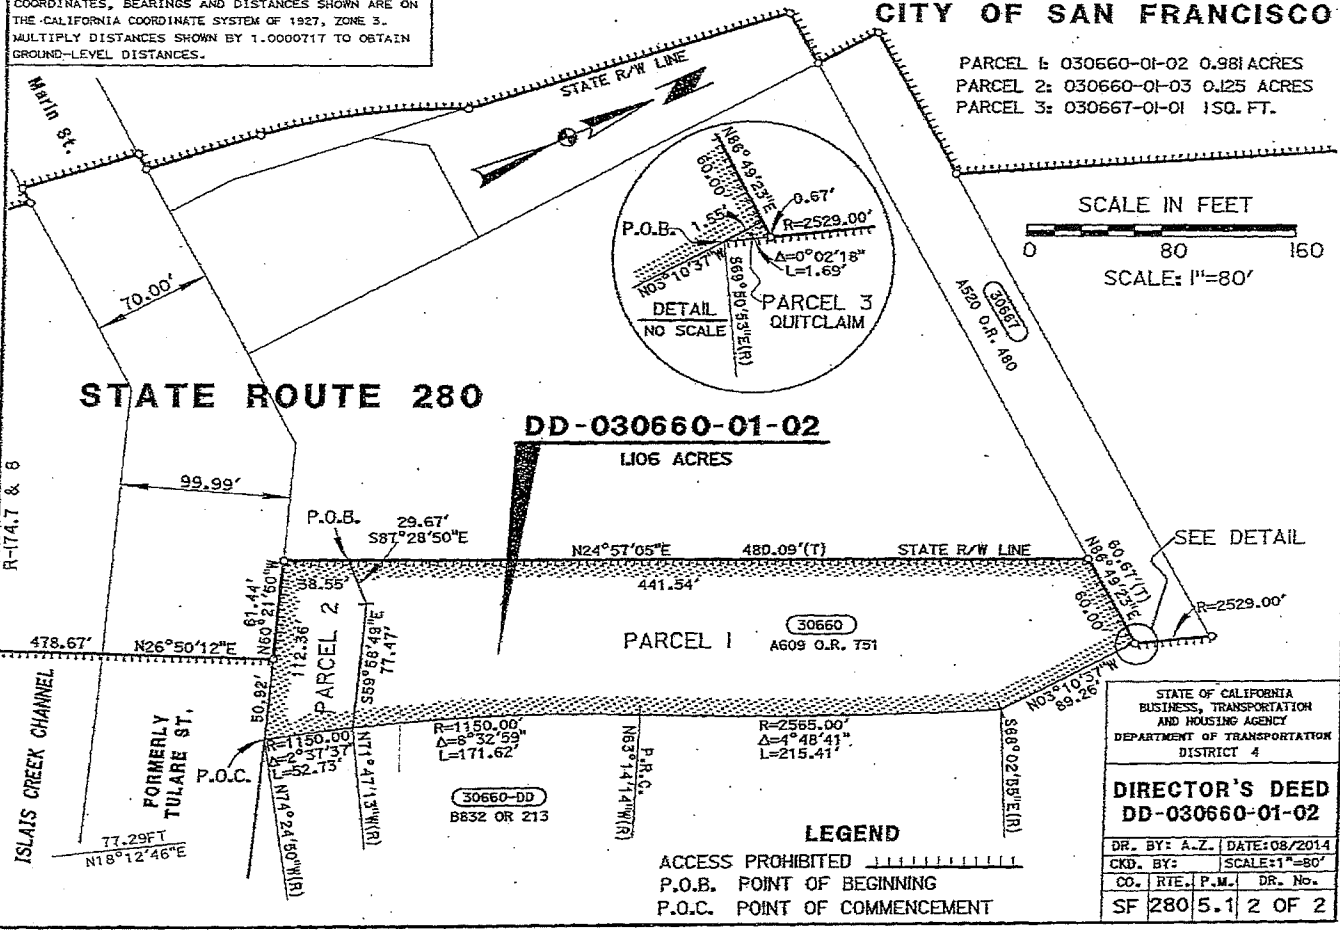 COORDINATES, BEARINGS AND DISTANCES SHOWN ARE ON
THE CALIFORNIA COORDINATE SYSTEM OF 1927, ZONE 3.
MULTIPLY DISTANCES SHOWN BY 1.0000717 TO OBTAIN
GROUND-LEVEL DISTANCES.
CITY OF SAN FRANCISCO
PARCEL 1: 030660-01-02 0.981 ACRES
PARCEL 2: 030660-01-03 0.125 ACRES
PARCEL 3: 030667-01-01 1 SQ. FT.
Marin St.
STATE R/W LINE
SCALE IN FEET
0 80 160
SCALE: 1"=80'
N86°49'23"E
60.00'
0.67'
1.55'
R=2529.00'
P.O.B.
Δ=0°02'18"
L=1.69'
N03°10'37"W
S69°50'53"E(R)
PARCEL 3
QUITCLAIM
DETAIL
NO SCALE
30667
A520 O.R. 480
70.00'
STATE ROUTE 280
DD-030660-01-02
1.106 ACRES
R-174.7 & 8
99.99'
P.O.B.
29.67'
S87°28'50"E
N24°57'05"E
480.09'(T)
STATE R/W LINE
SEE DETAIL
N86°49'23"E
60.67'(T)
60.00'
R=2529.00'
38.55'
441.54'
61.44'
N60°21'50"W
112.36'
PARCEL 2
S59°58'49"E
77.47'
PARCEL 1
30660
A609 O.R. 751
478.67'
N26°50'12"E
50.92'
N03°10'37"W
89.26'
ISLAIS CREEK CHANNEL
FORMERLY
TULARE ST.
P.O.C.
R=1150.00'
2°37'37"
L=52.73'
R=1150.00'
Δ=8°32'59"
L=171.62'
R=2565.00'
Δ=4°48'41"
L=215.41'
N74°24'50"W(R)
N71°47'13"W(R)
N63°14'14"W(R)
P.R.C.
S68°02'55"E(R)
30660-DD
B832 OR 213
77.29FT
N18°12'46"E
LEGEND
ACCESS PROHIBITED
P.O.B. POINT OF BEGINNING
P.O.C. POINT OF COMMENCEMENT
STATE OF CALIFORNIA
BUSINESS, TRANSPORTATION
AND HOUSING AGENCY
DEPARTMENT OF TRANSPORTATION
DISTRICT 4
DIRECTOR'S DEED
DD-030660-01-02
DR. BY: A.Z. DATE:08/2014
CKD. BY: SCALE:1"=80'
CO. RTE. P.M. DR. No.
SF 280 5.1 2 OF 2